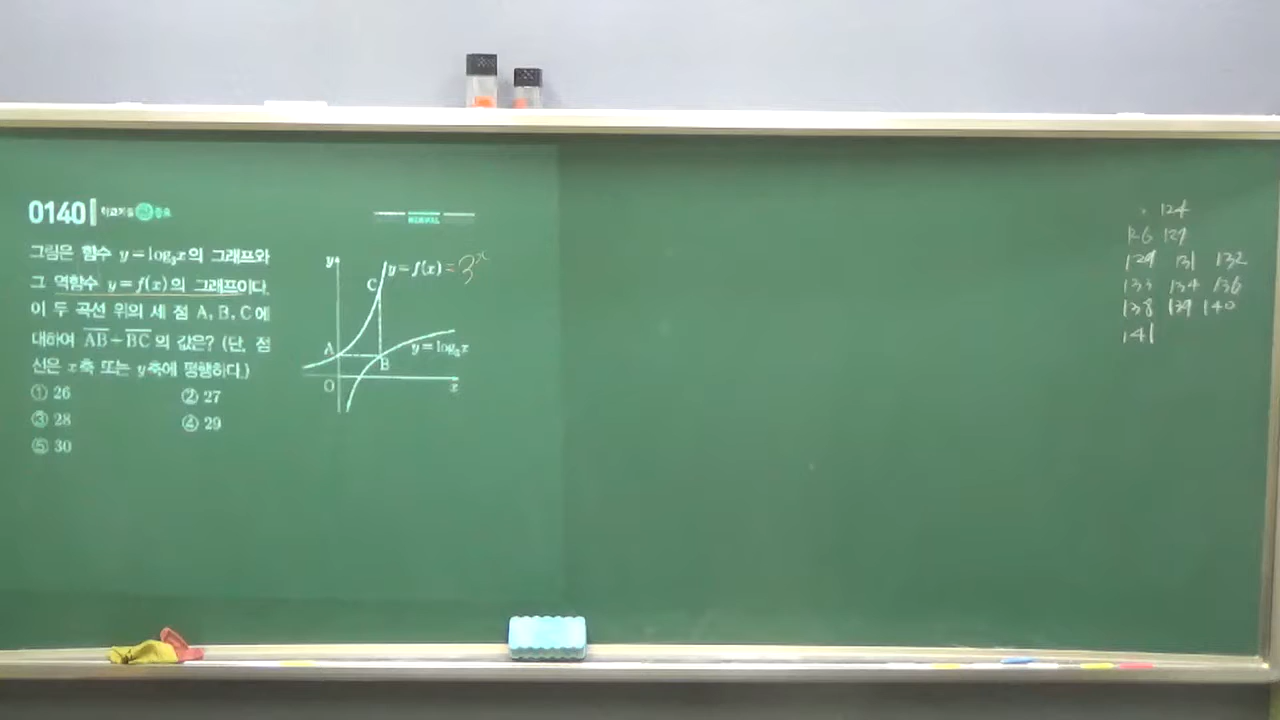 0140
NORMAL
그림은 함수 y=log₃x의 그래프와
그 역함수 y=f(x)의 그래프이다.
이 두 곡선 위의 세 점 A, B, C에
대하여 AB+BC의 값은? (단, 점
선은 x축 또는 y축에 평행하다.)
① 26 ② 27
③ 28 ④ 29
⑤ 30
y
y=f(x)=3ˣ
C
A
B
y=log₃x
O
x
124
126 127
129 131 132
133 134 136
138 139 140
141